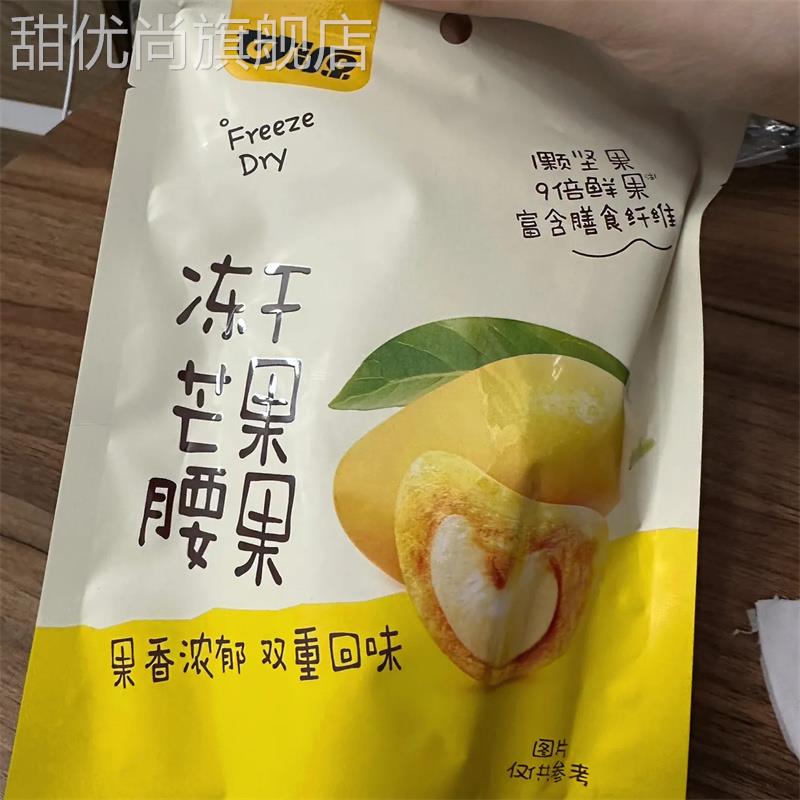 甜优尚旗舰店
Freeze
Dry
1颗坚果
9倍鲜果(注)
富含膳食纤维
冻干
芒果
腰果
果香浓郁 双重回味
图片
仅供参考